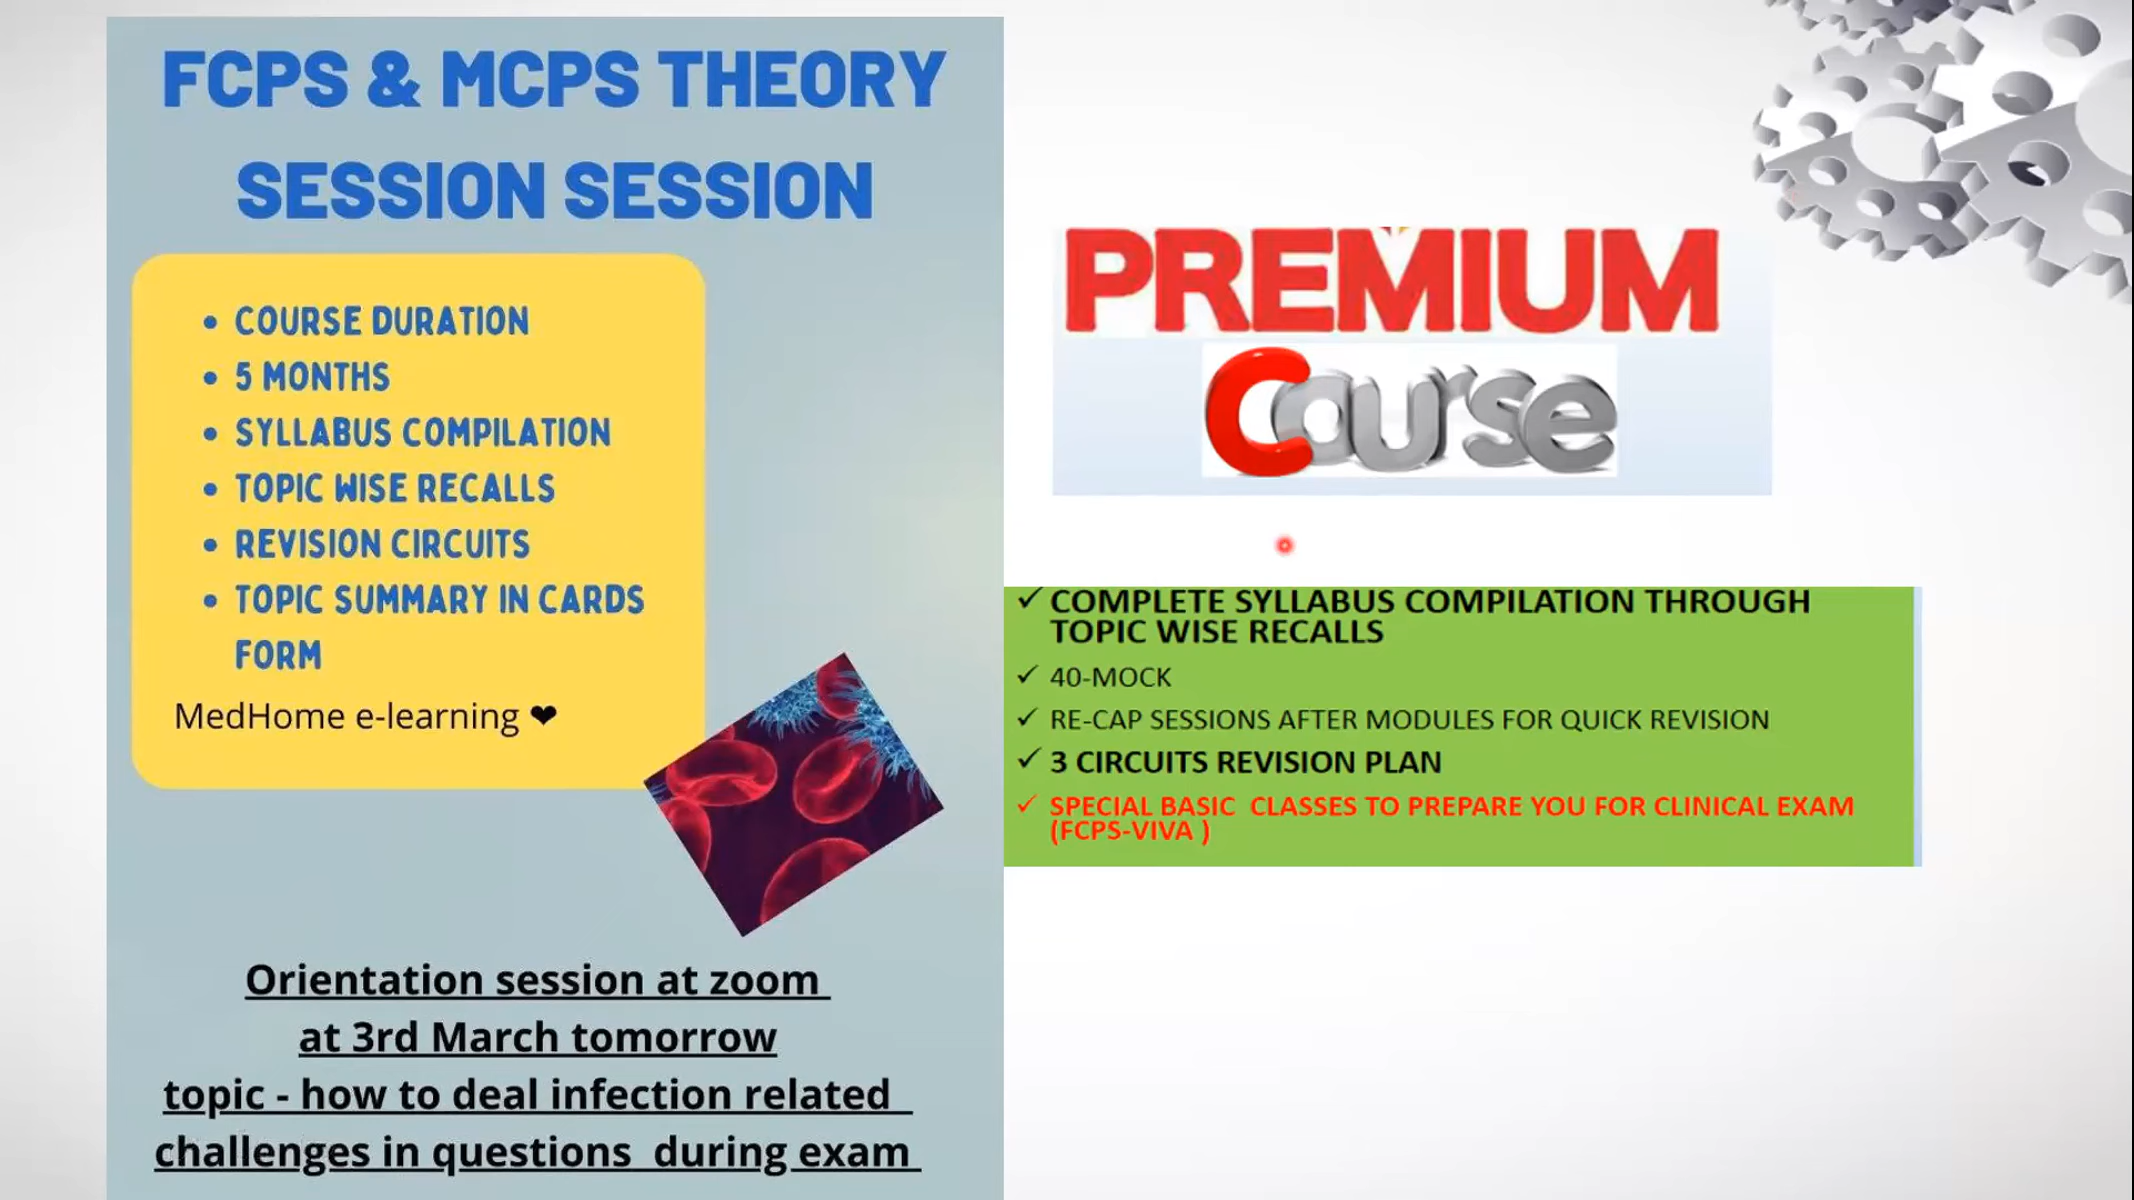 FCPS & MCPS THEORY
SESSION SESSION
• COURSE DURATION
• 5 MONTHS
• SYLLABUS COMPILATION
• TOPIC WISE RECALLS
• REVISION CIRCUITS
• TOPIC SUMMARY IN CARDS
FORM
MedHome e-learning ❤
Orientation session at zoom
at 3rd March tomorrow
topic - how to deal infection related
challenges in questions during exam
PREMIUM
Course
✓ COMPLETE SYLLABUS COMPILATION THROUGH
TOPIC WISE RECALLS
✓ 40-MOCK
✓ RE-CAP SESSIONS AFTER MODULES FOR QUICK REVISION
✓ 3 CIRCUITS REVISION PLAN
✓ SPECIAL BASIC CLASSES TO PREPARE YOU FOR CLINICAL EXAM
(FCPS-VIVA )